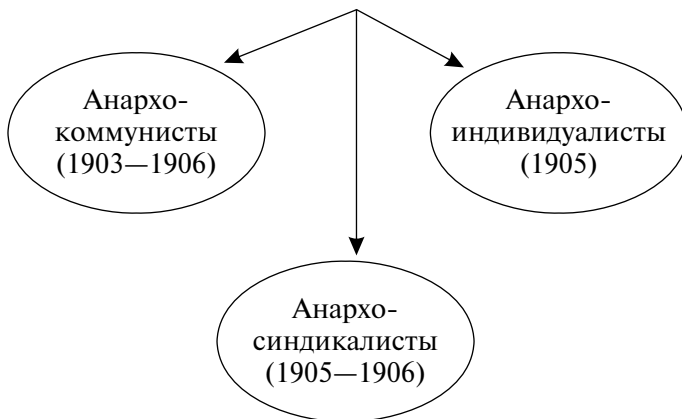 Анархо-
коммунисты
(1903—1906)
Анархо-
индивидуалисты
(1905)
Анархо-
синдикалисты
(1905—1906)